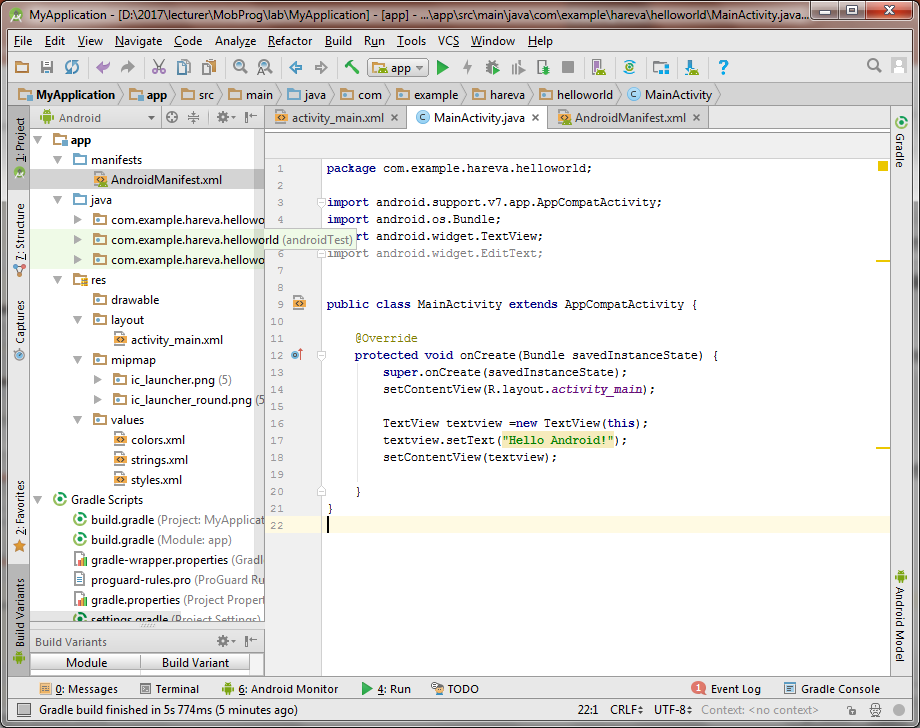 MyApplication - [D:\2017\lecturer\MobProg\lab\MyApplication] - [app] - ...\app\src\main\java\com\example\hareva\helloworld\MainActivity.java...
File Edit View Navigate Code Analyze Refactor Build Run Tools VCS Window Help
app
MyApplication app src main java com example hareva helloworld MainActivity
Android activity_main.xml MainActivity.java AndroidManifest.xml
1: Project
7: Structure
Captures
2: Favorites
Build Variants
app
manifests
AndroidManifest.xml
java
com.example.hareva.hellowo
com.example.hareva.helloworld (androidTest)
com.example.hareva.hellowo
res
drawable
layout
activity_main.xml
mipmap
ic_launcher.png (5)
ic_launcher_round.png (5
values
colors.xml
strings.xml
styles.xml
Gradle Scripts
build.gradle (Project: MyApplicat
build.gradle (Module: app)
gradle-wrapper.properties (Gradl
proguard-rules.pro (ProGuard Ru
gradle.properties (Project Propert
settings.gradle (Project Settings)
Build Variants
Module Build Variant
1 package com.example.hareva.helloworld;
2
3 import android.support.v7.app.AppCompatActivity;
4 import android.os.Bundle;
rt android.widget.TextView;
6 import android.widget.EditText;
7
8
9 public class MainActivity extends AppCompatActivity {
10
11 @Override
12 protected void onCreate(Bundle savedInstanceState) {
13 super.onCreate(savedInstanceState);
14 setContentView(R.layout.activity_main);
15
16 TextView textview =new TextView(this);
17 textview.setText("Hello Android!");
18 setContentView(textview);
19
20 }
21 }
22
Gradle
Android Model
0: Messages Terminal 6: Android Monitor 4: Run TODO 1 Event Log Gradle Console
Gradle build finished in 5s 774ms (5 minutes ago) 22:1 CRLF UTF-8 Context: <no context>